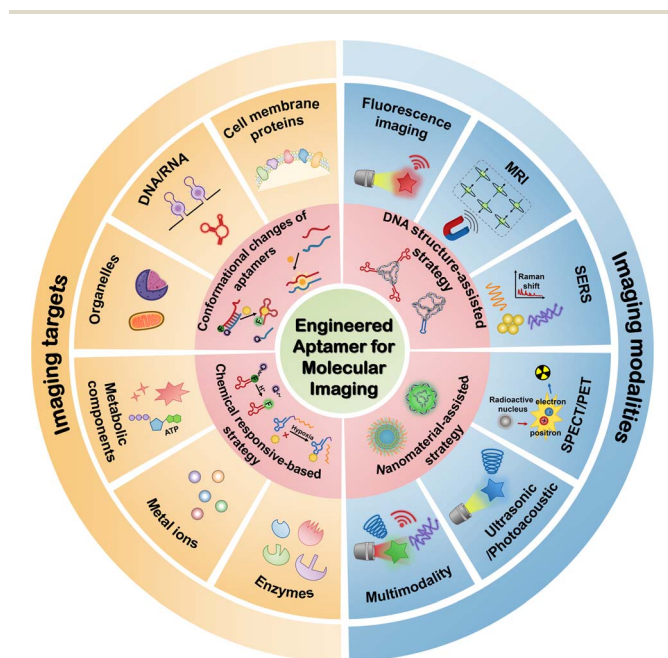 Engineered
Aptamer for
Molecular
Imaging
Conformational changes of
aptamers
DNA structure-assisted
strategy
Chemical responsive-based
strategy
Hypoxia
F
F
F
Nanomaterial-assisted
strategy
Imaging targets
Cell membrane
proteins
DNA/RNA
Organelles
Metabolic
components
ATP
Metal ions
Enzymes
Imaging modalities
Fluorescence
imaging
MRI
SERS
Raman
shift
SPECT/PET
Radioactive
nucleus
electron
positron
Ultrasonic
/Photoacoustic
Multimodality